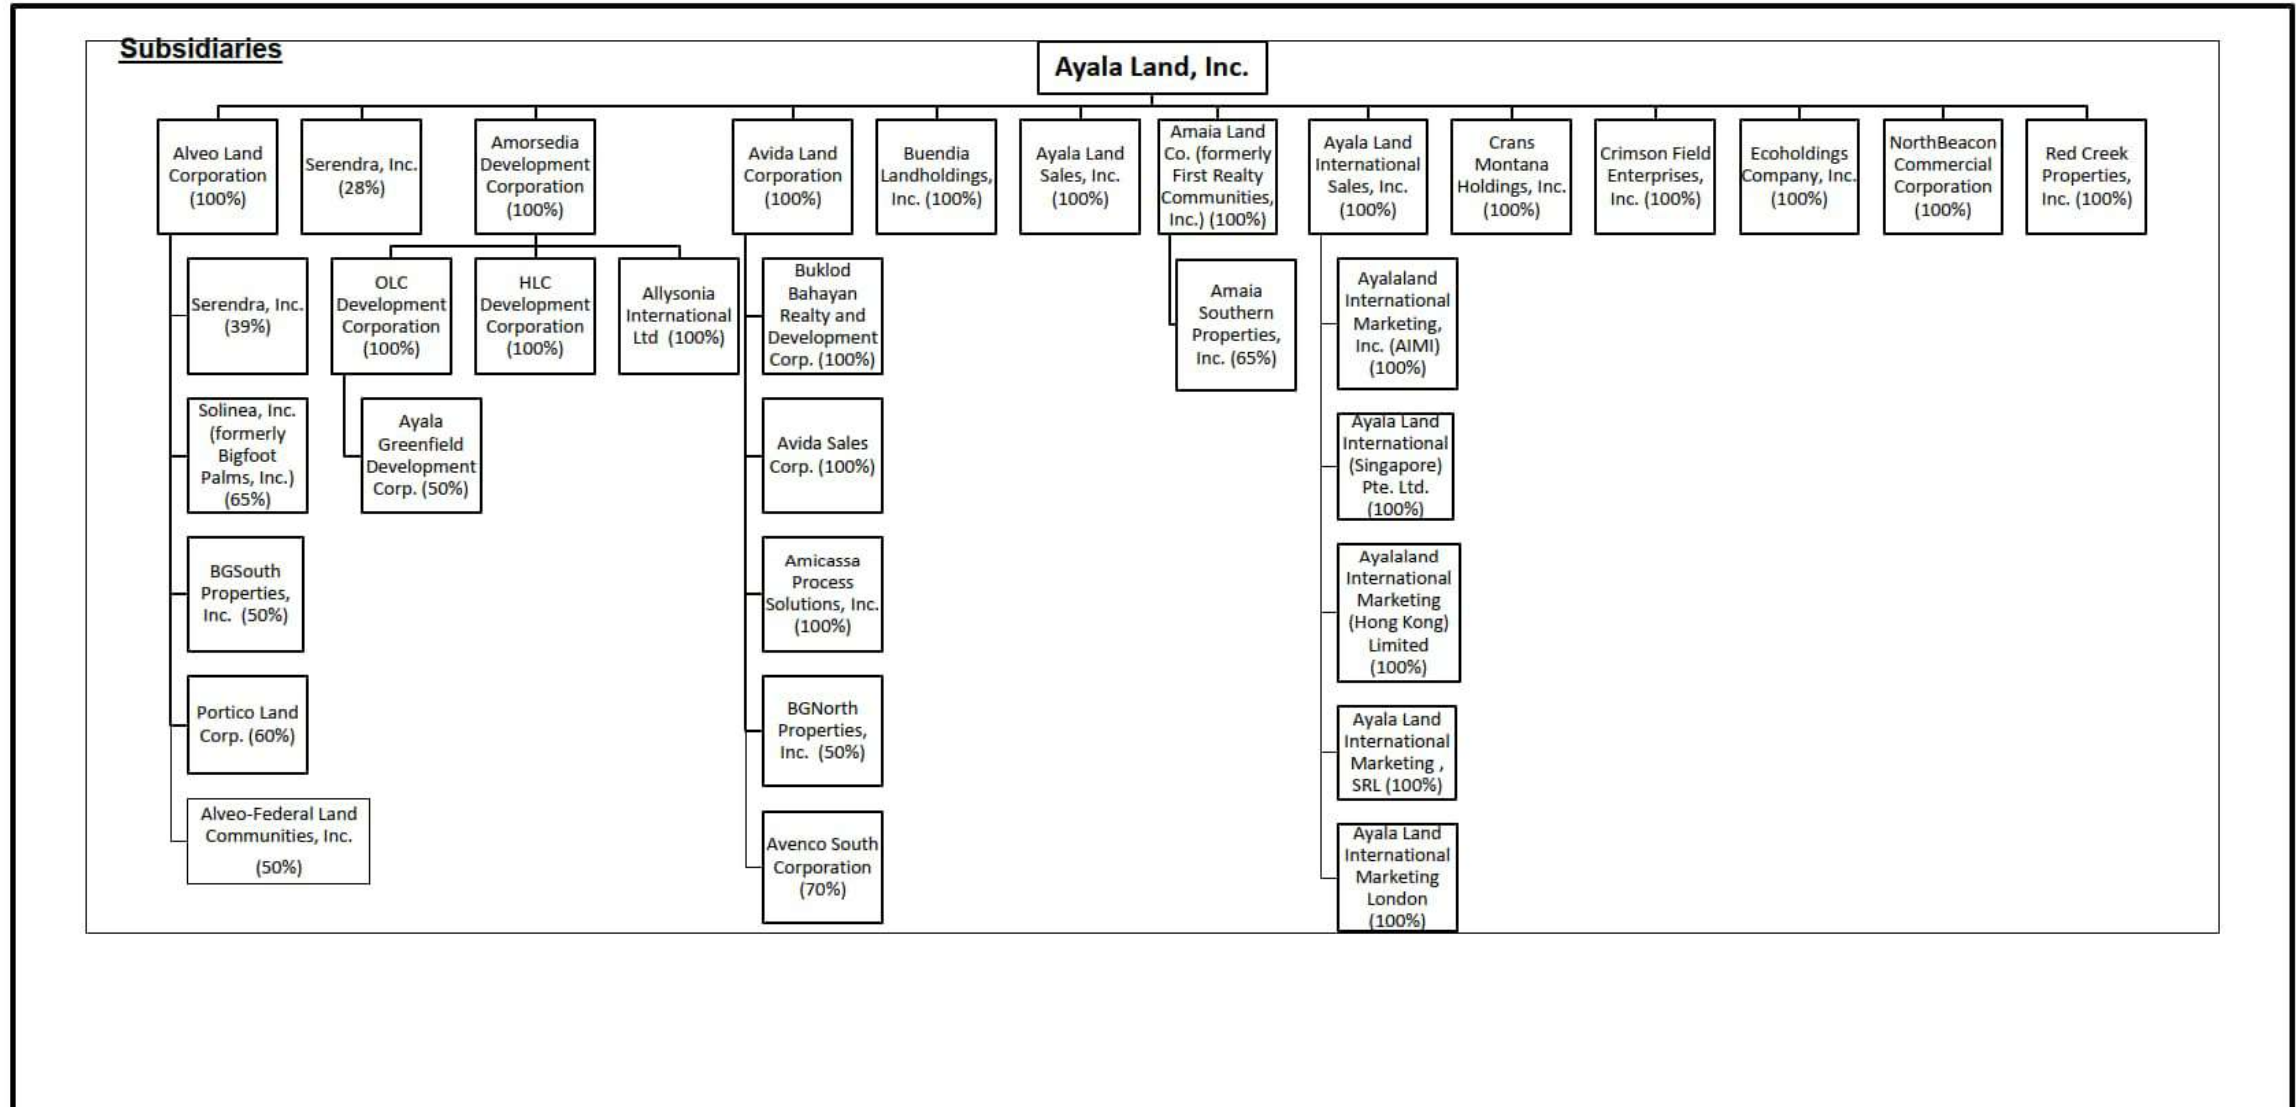 Subsidiaries
Ayala Land, Inc.
Alveo Land
Corporation
(100%)
Serendra, Inc.
(28%)
Amorsedia
Development
Corporation
(100%)
Avida Land
Corporation
(100%)
Buendia
Landholdings,
Inc. (100%)
Ayala Land
Sales, Inc.
(100%)
Amaia Land
Co. (formerly
First Realty
Communities,
Inc.) (100%)
Ayala Land
International
Sales, Inc.
(100%)
Crans
Montana
Holdings, Inc.
(100%)
Crimson Field
Enterprises,
Inc. (100%)
Ecoholdings
Company, Inc.
(100%)
NorthBeacon
Commercial
Corporation
(100%)
Red Creek
Properties,
Inc. (100%)
Serendra, Inc.
(39%)
OLC
Development
Corporation
(100%)
HLC
Development
Corporation
(100%)
Allysonia
International
Ltd (100%)
Buklod
Bahayan
Realty and
Development
Corp. (100%)
Amaia
Southern
Properties,
Inc. (65%)
Ayalaland
International
Marketing,
Inc. (AIMI)
(100%)
Solinea, Inc.
(formerly
Bigfoot
Palms, Inc.)
(65%)
Ayala
Greenfield
Development
Corp. (50%)
Avida Sales
Corp. (100%)
Ayala Land
International
(Singapore)
Pte. Ltd.
(100%)
BGSouth
Properties,
Inc. (50%)
Amicassa
Process
Solutions, Inc.
(100%)
Ayalaland
International
Marketing
(Hong Kong)
Limited
(100%)
Portico Land
Corp. (60%)
BGNorth
Properties,
Inc. (50%)
Ayala Land
International
Marketing ,
SRL (100%)
Alveo-Federal Land
Communities, Inc.
(50%)
Avenco South
Corporation
(70%)
Ayala Land
International
Marketing
London
(100%)